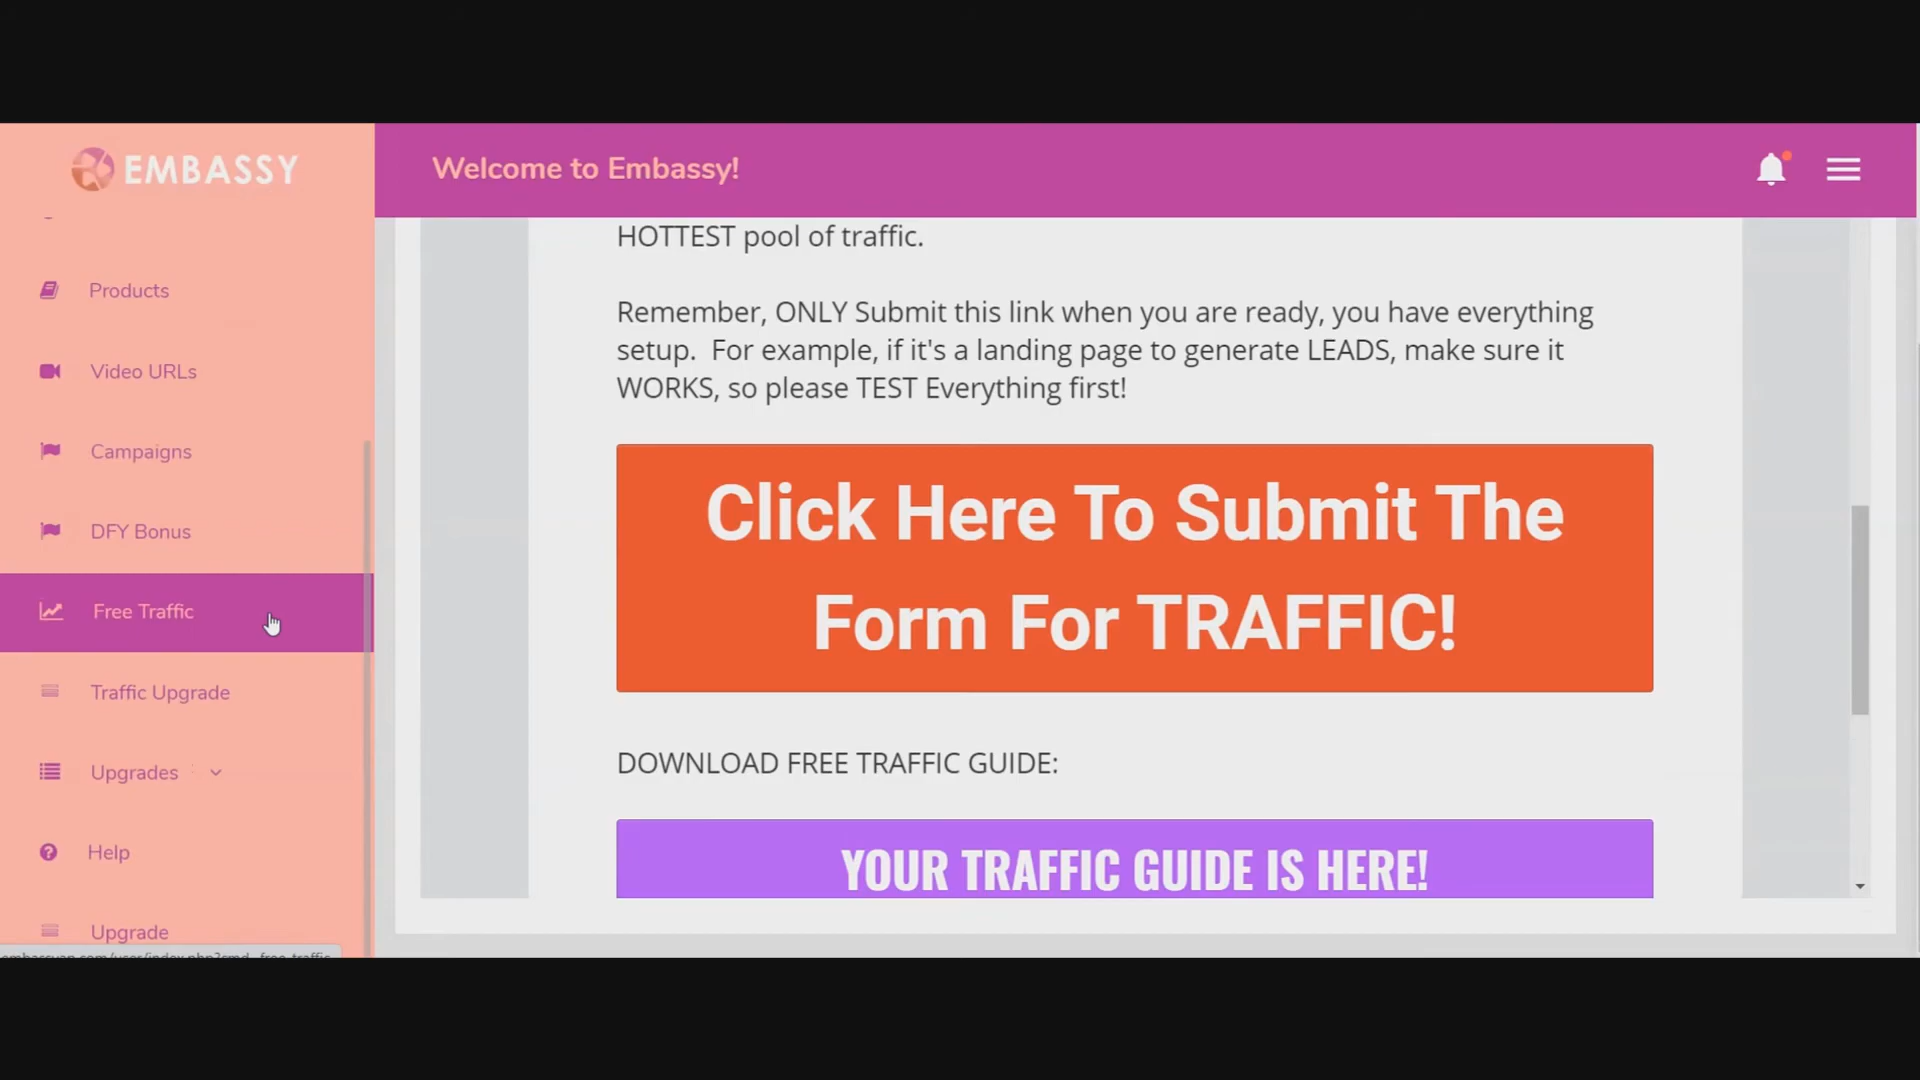 EMBASSY
Welcome to Embassy!
Products
Video URLs
Campaigns
DFY Bonus
Free Traffic
Traffic Upgrade
Upgrades
Help
Upgrade
HOTTEST pool of traffic.
Remember, ONLY Submit this link when you are ready, you have everything
setup.  For example, if it's a landing page to generate LEADS, make sure it
WORKS, so please TEST Everything first!
Click Here To Submit The
Form For TRAFFIC!
DOWNLOAD FREE TRAFFIC GUIDE:
YOUR TRAFFIC GUIDE IS HERE!